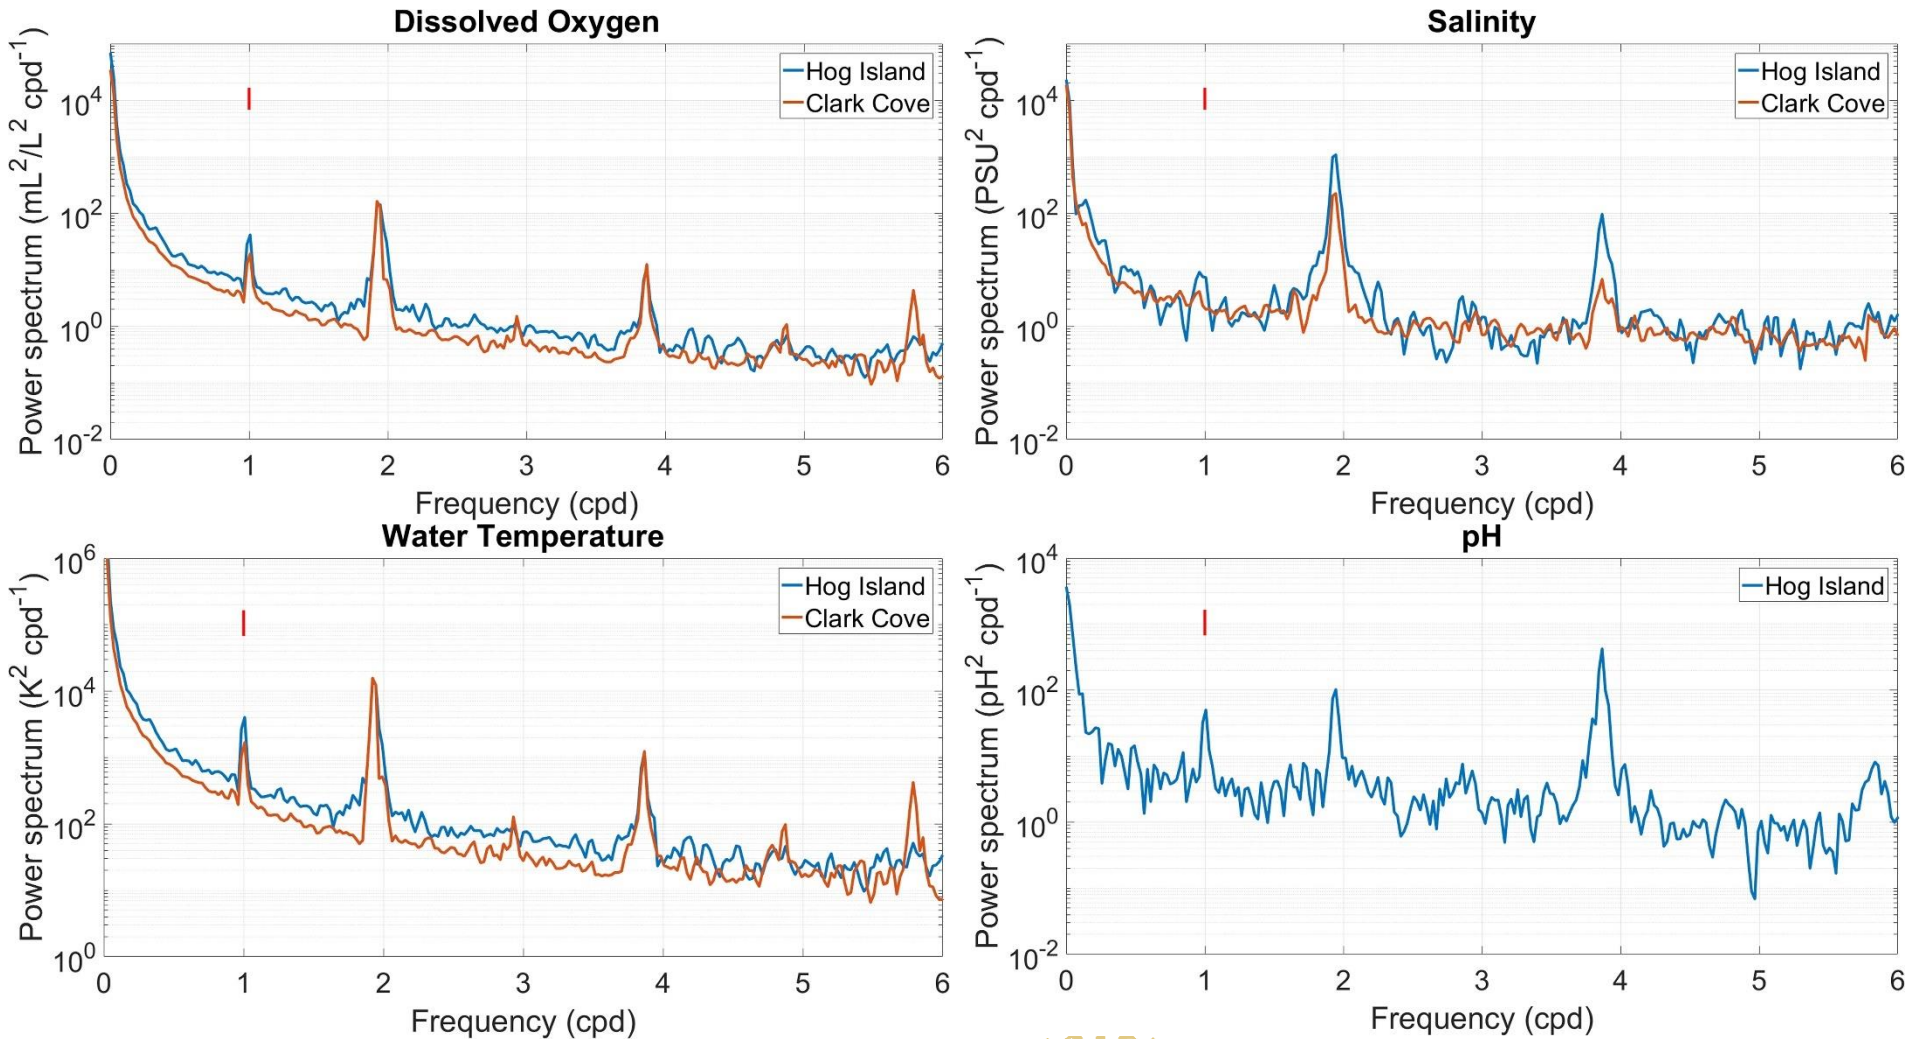 Dissolved Oxygen
Power spectrum (mL²/L² cpd⁻¹)
10⁴
10²
10⁰
10⁻²
Hog Island
Clark Cove
0 1 2 3 4 5 6
Frequency (cpd)
Salinity
Power spectrum (PSU² cpd⁻¹)
10⁴
10²
10⁰
10⁻²
Hog Island
Clark Cove
0 1 2 3 4 5 6
Frequency (cpd)
Water Temperature
Power spectrum (K² cpd⁻¹)
10⁶
10⁴
10²
10⁰
Hog Island
Clark Cove
0 1 2 3 4 5 6
Frequency (cpd)
pH
Power spectrum (pH² cpd⁻¹)
10⁴
10²
10⁰
10⁻²
Hog Island
0 1 2 3 4 5 6
Frequency (cpd)